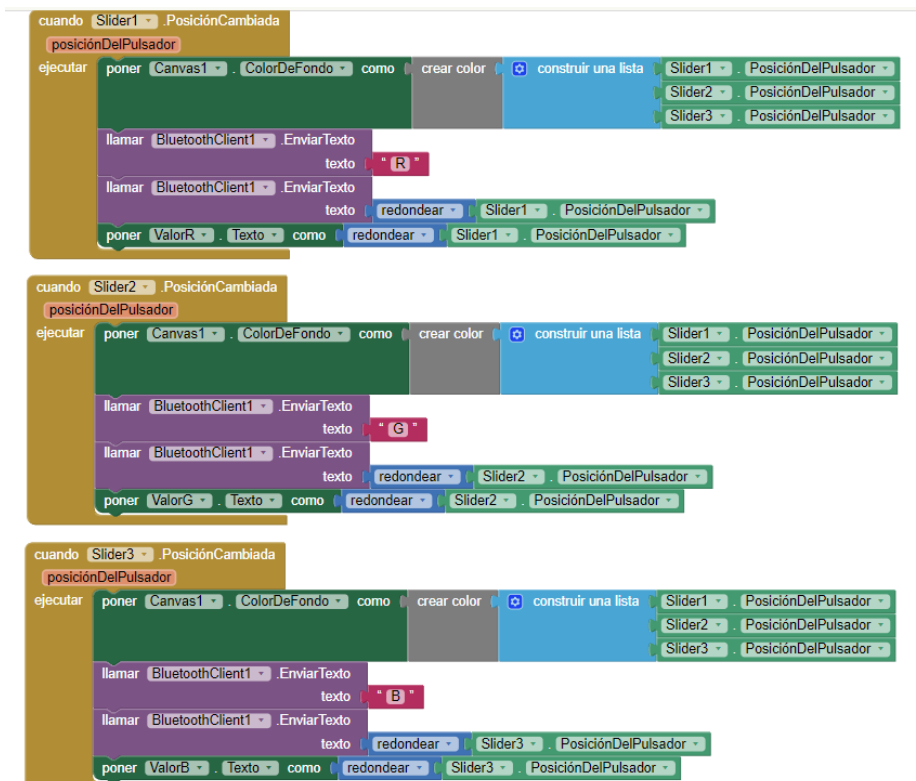 cuando Slider1 .PosiciónCambiada
posiciónDelPulsador
ejecutar poner Canvas1 . ColorDeFondo como crear color construir una lista Slider1 . PosiciónDelPulsador
Slider2 . PosiciónDelPulsador
Slider3 . PosiciónDelPulsador
llamar BluetoothClient1 .EnviarTexto
texto " R "
llamar BluetoothClient1 .EnviarTexto
texto redondear Slider1 . PosiciónDelPulsador
poner ValorR . Texto como redondear Slider1 . PosiciónDelPulsador
cuando Slider2 .PosiciónCambiada
posiciónDelPulsador
ejecutar poner Canvas1 . ColorDeFondo como crear color construir una lista Slider1 . PosiciónDelPulsador
Slider2 . PosiciónDelPulsador
Slider3 . PosiciónDelPulsador
llamar BluetoothClient1 .EnviarTexto
texto " G "
llamar BluetoothClient1 .EnviarTexto
texto redondear Slider2 . PosiciónDelPulsador
poner ValorG . Texto como redondear Slider2 . PosiciónDelPulsador
cuando Slider3 .PosiciónCambiada
posiciónDelPulsador
ejecutar poner Canvas1 . ColorDeFondo como crear color construir una lista Slider1 . PosiciónDelPulsador
Slider2 . PosiciónDelPulsador
Slider3 . PosiciónDelPulsador
llamar BluetoothClient1 .EnviarTexto
texto " B "
llamar BluetoothClient1 .EnviarTexto
texto redondear Slider3 . PosiciónDelPulsador
poner ValorB . Texto como redondear Slider3 . PosiciónDelPulsador